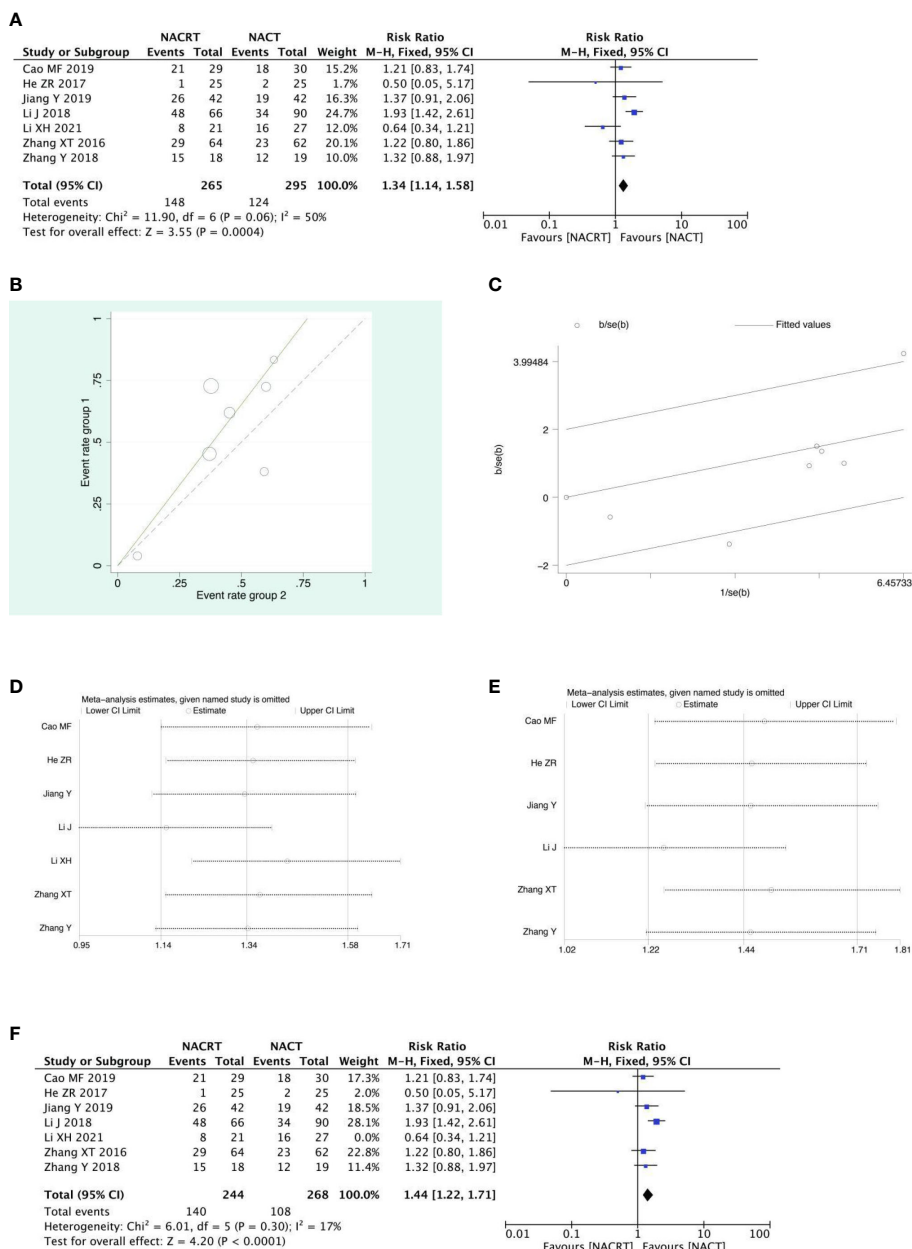 A
NACRT NACT Risk Ratio Risk Ratio
Study or Subgroup Events Total Events Total Weight M-H, Fixed, 95% CI M-H, Fixed, 95% CI
Cao MF 2019 21 29 18 30 15.2% 1.21 [0.83, 1.74]
He ZR 2017 1 25 2 25 1.7% 0.50 [0.05, 5.17]
Jiang Y 2019 26 42 19 42 16.3% 1.37 [0.91, 2.06]
Li J 2018 48 66 34 90 24.7% 1.93 [1.42, 2.61]
Li XH 2021 8 21 16 27 12.0% 0.64 [0.34, 1.21]
Zhang XT 2016 29 64 23 62 20.1% 1.22 [0.80, 1.86]
Zhang Y 2018 15 18 12 19 10.0% 1.32 [0.88, 1.97]
Total (95% CI) 265 295 100.0% 1.34 [1.14, 1.58]
Total events 148 124
Heterogeneity: Chi² = 11.90, df = 6 (P = 0.06); I² = 50%
Test for overall effect: Z = 3.55 (P = 0.0004)
0.01 0.1 1 10 100
Favours [NACRT] Favours [NACT]
B
Event rate group 1
1
.75
.5
.25
0
0 .25 .5 .75 1
Event rate group 2
C
b/se(b) Fitted values
b/se(b)
3.99484
2
0
-2
0 6.45733
1/se(b)
D
Meta-analysis estimates, given named study is omitted
Lower CI Limit Estimate Upper CI Limit
Cao MF
He ZR
Jiang Y
Li J
Li XH
Zhang XT
Zhang Y
0.95 1.14 1.34 1.58 1.71
E
Meta-analysis estimates, given named study is omitted
Lower CI Limit Estimate Upper CI Limit
Cao MF
He ZR
Jiang Y
Li J
Zhang XT
Zhang Y
1.02 1.22 1.44 1.71 1.81
F
NACRT NACT Risk Ratio Risk Ratio
Study or Subgroup Events Total Events Total Weight M-H, Fixed, 95% CI M-H, Fixed, 95% CI
Cao MF 2019 21 29 18 30 17.3% 1.21 [0.83, 1.74]
He ZR 2017 1 25 2 25 2.0% 0.50 [0.05, 5.17]
Jiang Y 2019 26 42 19 42 18.5% 1.37 [0.91, 2.06]
Li J 2018 48 66 34 90 28.1% 1.93 [1.42, 2.61]
Li XH 2021 8 21 16 27 0.0% 0.64 [0.34, 1.21]
Zhang XT 2016 29 64 23 62 22.8% 1.22 [0.80, 1.86]
Zhang Y 2018 15 18 12 19 11.4% 1.32 [0.88, 1.97]
Total (95% CI) 244 268 100.0% 1.44 [1.22, 1.71]
Total events 140 108
Heterogeneity: Chi² = 6.01, df = 5 (P = 0.30); I² = 17%
Test for overall effect: Z = 4.20 (P < 0.0001)
0.01 0.1 1 10 100
Favours [NACRT] Favours [NACT]